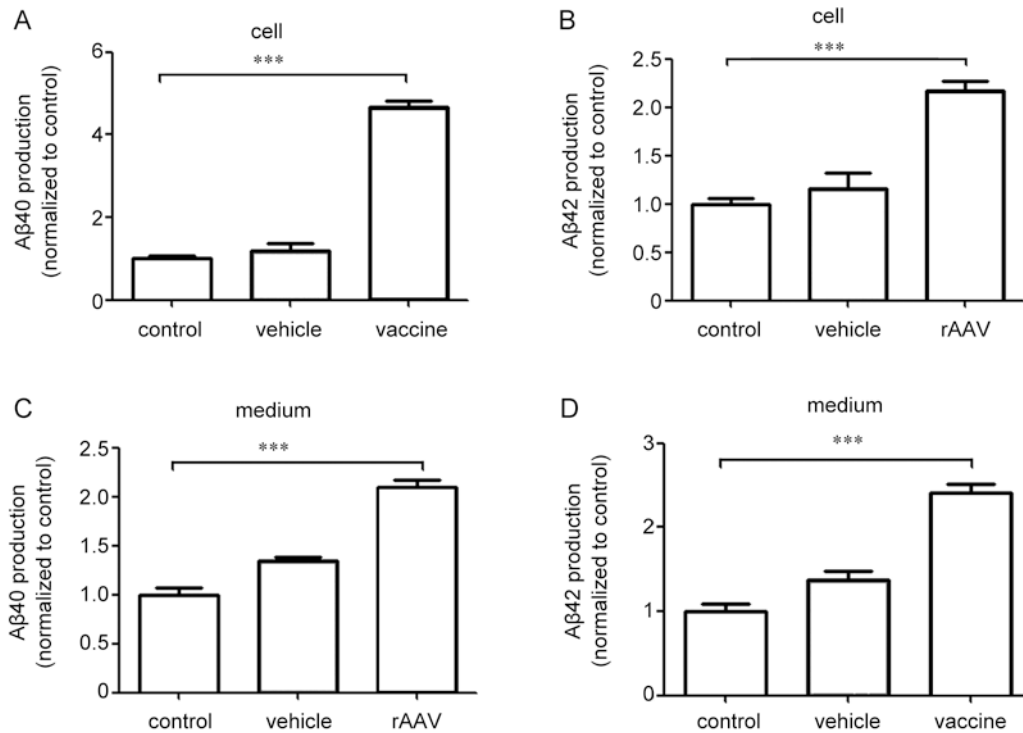 A
cell
***
Aβ40 production
(normalized to control)
6
4
2
0
control vehicle vaccine
B
cell
***
Aβ42 production
(normalized to control)
2.5
2.0
1.5
1.0
0.5
0
control vehicle rAAV
C
medium
***
Aβ40 production
(normalized to control)
2.5
2.0
1.5
1.0
0.5
0
control vehicle rAAV
D
medium
***
Aβ42 production
(normalized to control)
3
2
1
0
control vehicle vaccine